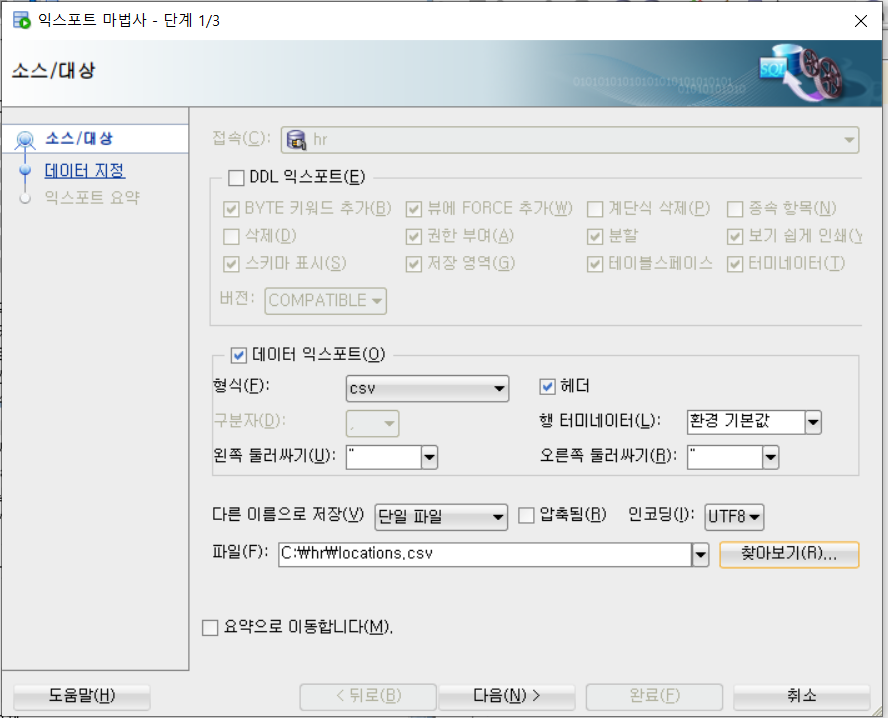 익스포트 마법사 - 단계 1/3
소스/대상
소스/대상
데이터 지정
익스포트 요약
접속(C): hr
DDL 익스포트(E)
BYTE 키워드 추가(B) 뷰에 FORCE 추가(W) 계단식 삭제(P) 종속 항목(N)
삭제(D) 권한 부여(A) 분할 보기 쉽게 인쇄(Y
스키마 표시(S) 저장 영역(G) 테이블스페이스 터미네이터(T)
버전: COMPATIBLE
데이터 익스포트(O)
형식(F): csv 헤더
구분자(D): , 행 터미네이터(L): 환경 기본값
왼쪽 둘러싸기(U): " 오른쪽 둘러싸기(R): "
다른 이름으로 저장(V) 단일 파일 압축됨(R) 인코딩(I): UTF8
파일(F): C:₩hr₩locations.csv 찾아보기(R)...
요약으로 이동합니다(M).
도움말(H) < 뒤로(B) 다음(N) > 완료(F) 취소